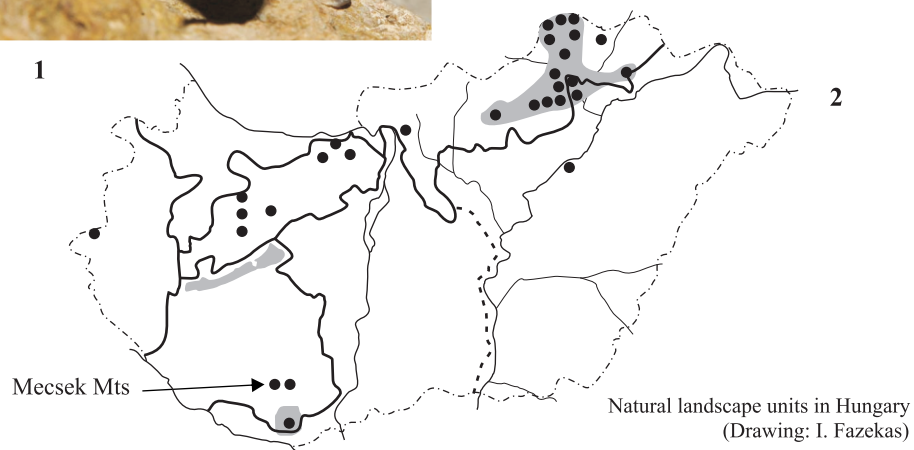 1
2
Mecsek Mts
Natural landscape units in Hungary
(Drawing: I. Fazekas)